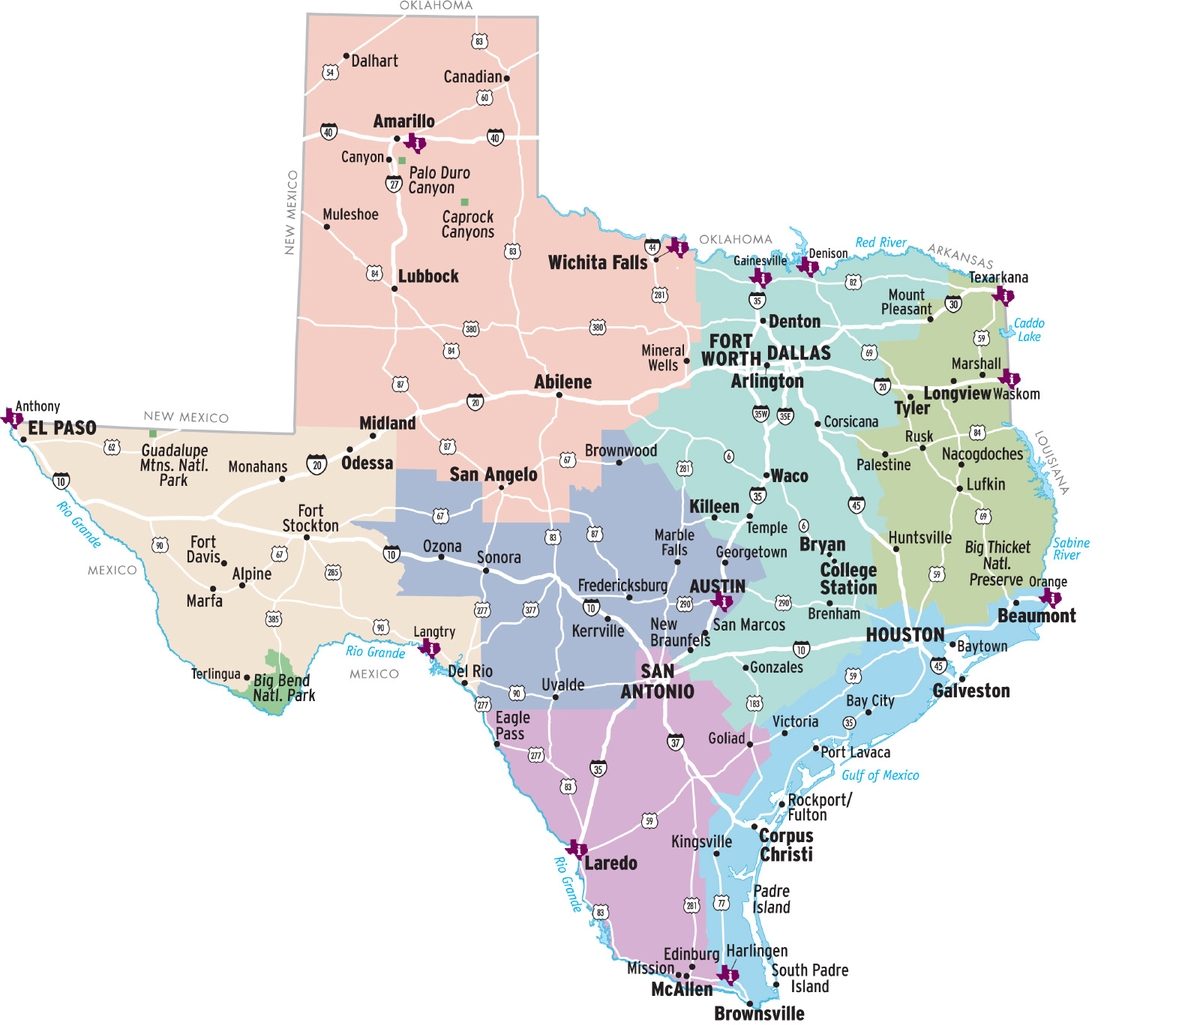 OKLAHOMA
83
Dalhart
54
Canadian
60
Amarillo
40
40
Canyon
27
Palo Duro
Canyon
NEW MEXICO
Muleshoe
Caprock
Canyons
83
84
Lubbock
44
Wichita Falls
281
OKLAHOMA
Gainesville
Denison
Red River
ARKANSAS
Texarkana
82
35
Mount
Pleasant
30
380
380
Denton
59
Caddo
Lake
84
Mineral
Wells
FORT
WORTH
DALLAS
69
Arlington
Marshall
87
Abilene
20
20
Longview
Waskom
Tyler
Anthony
EL PASO
NEW MEXICO
62
Guadalupe
Mtns. Natl.
Park
Midland
Odessa
35W
35E
Corsicana
Rusk
84
LOUISIANA
87
67
Brownwood
281
6
Palestine
Nacogdoches
Monahans
20
San Angelo
Waco
Lufkin
10
Rio Grande
35
45
Fort
Stockton
67
83
87
Killeen
Temple
6
69
90
Fort
Davis
67
285
10
Ozona
Sonora
Marble
Falls
Georgetown
Bryan
College
Station
Huntsville
59
Big Thicket
Natl.
Preserve
Sabine
River
MEXICO
Alpine
Marfa
Fredericksburg
AUSTIN
Orange
385
90
277
377
10
Kerrville
290
290
Brenham
Beaumont
New
Braunfels
San Marcos
Langtry
Rio Grande
MEXICO
HOUSTON
Baytown
10
Terlingua
Big Bend
Natl. Park
Del Rio
SAN
ANTONIO
Gonzales
45
59
Galveston
90
Uvalde
277
183
Bay City
35
Eagle
Pass
277
37
Goliad
Victoria
Port Lavaca
35
83
Gulf of Mexico
Rockport/
Fulton
59
Kingsville
Corpus
Christi
Laredo
Rio Grande
83
281
77
Padre
Island
Edinburg
Harlingen
Mission
McAllen
South Padre
Island
Brownsville